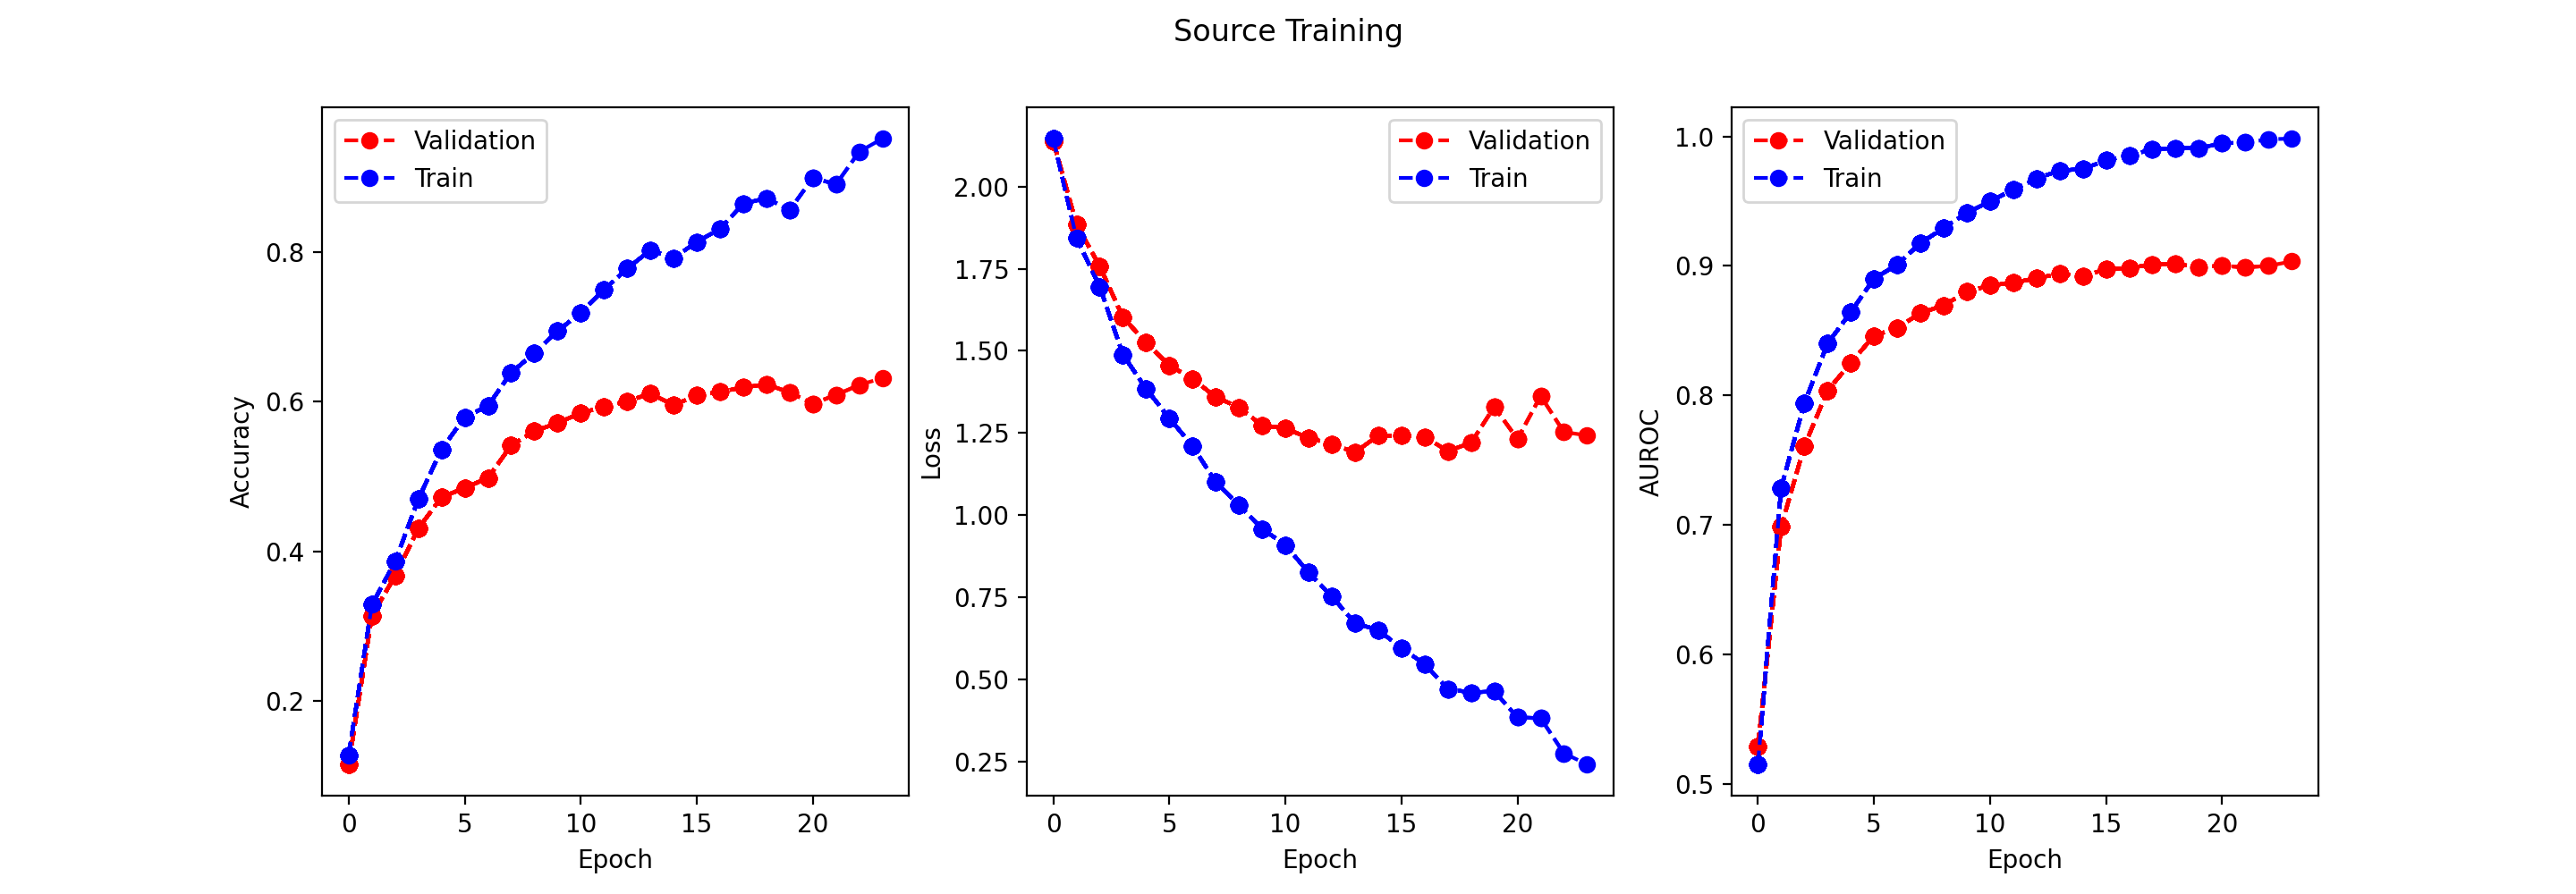 Source Training
Accuracy
0.8
0.6
0.4
0.2
Validation
Train
0 5 10 15 20
Epoch
Loss
2.00
1.75
1.50
1.25
1.00
0.75
0.50
0.25
Validation
Train
0 5 10 15 20
Epoch
AUROC
1.0
0.9
0.8
0.7
0.6
0.5
Validation
Train
0 5 10 15 20
Epoch